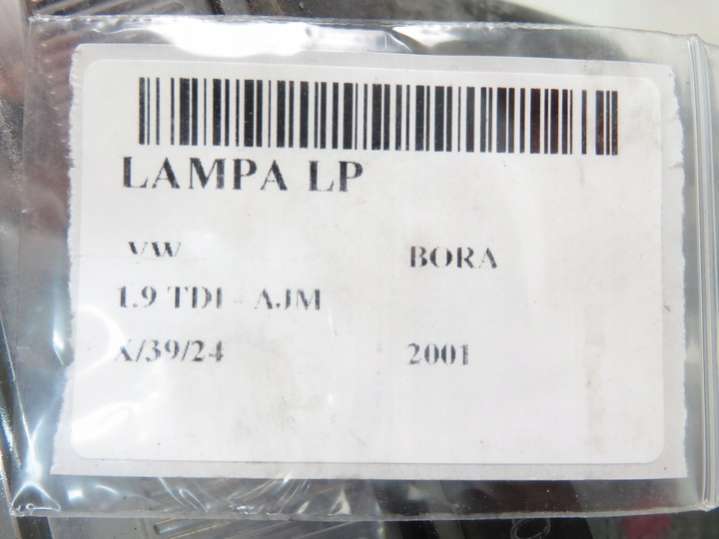 LAMPA LP
VW BORA
1.9 TDI - AJM
X/39/24 2001